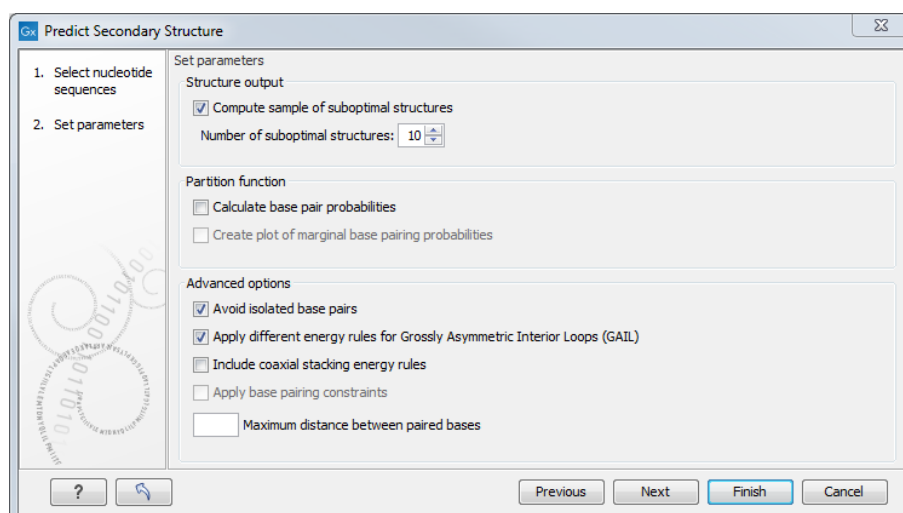 Gx Predict Secondary Structure
1. Select nucleotide
sequences
2. Set parameters
Set parameters
Structure output
Compute sample of suboptimal structures
Number of suboptimal structures: 10
Partition function
Calculate base pair probabilities
Create plot of marginal base pairing probabilities
Advanced options
Avoid isolated base pairs
Apply different energy rules for Grossly Asymmetric Interior Loops (GAIL)
Include coaxial stacking energy rules
Apply base pairing constraints
Maximum distance between paired bases
? Previous Next Finish Cancel